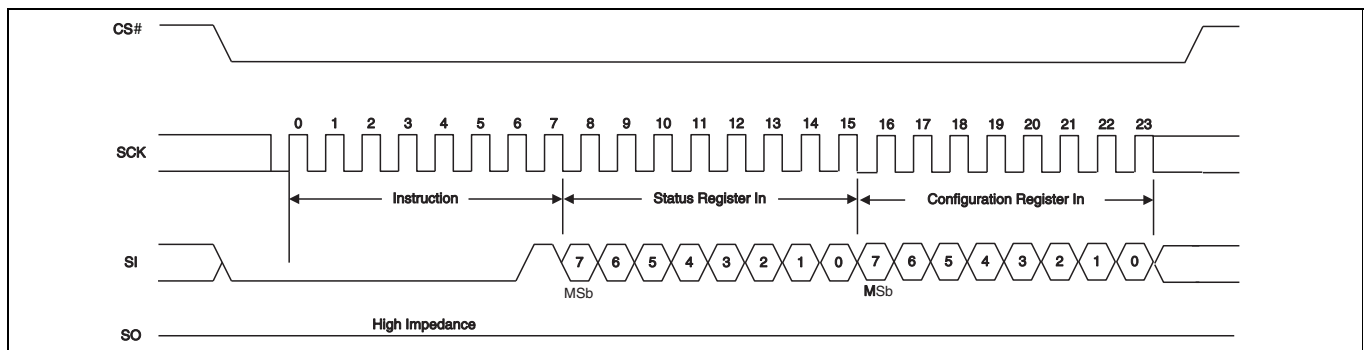 CS#
0 1 2 3 4 5 6 7 8 9 10 11 12 13 14 15 16 17 18 19 20 21 22 23
SCK
Instruction Status Register In Configuration Register In
SI 7 6 5 4 3 2 1 0 7 6 5 4 3 2 1 0
MSb MSb
High Impedance
SO